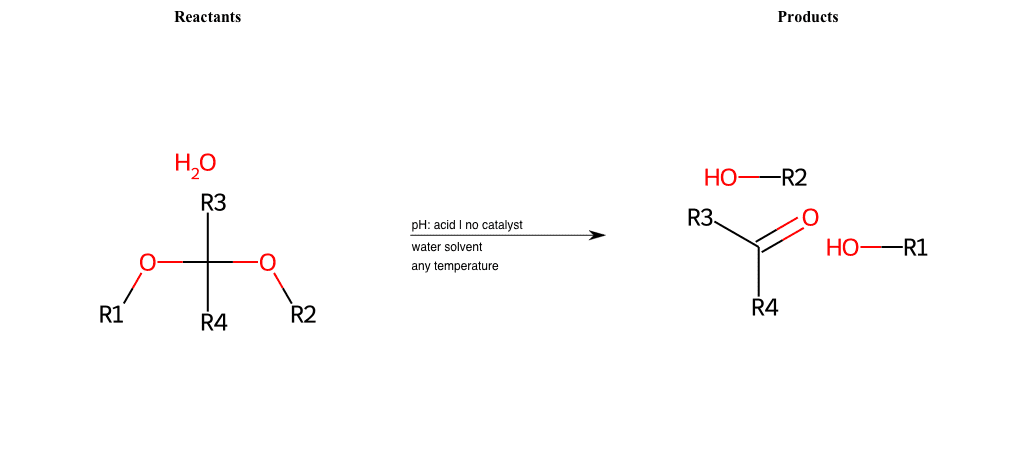 Reactants
Products
H2O
R3
O
O
R1
R4
R2
pH: acid | no catalyst
water solvent
any temperature
HO R2
R3
O
HO R1
R4